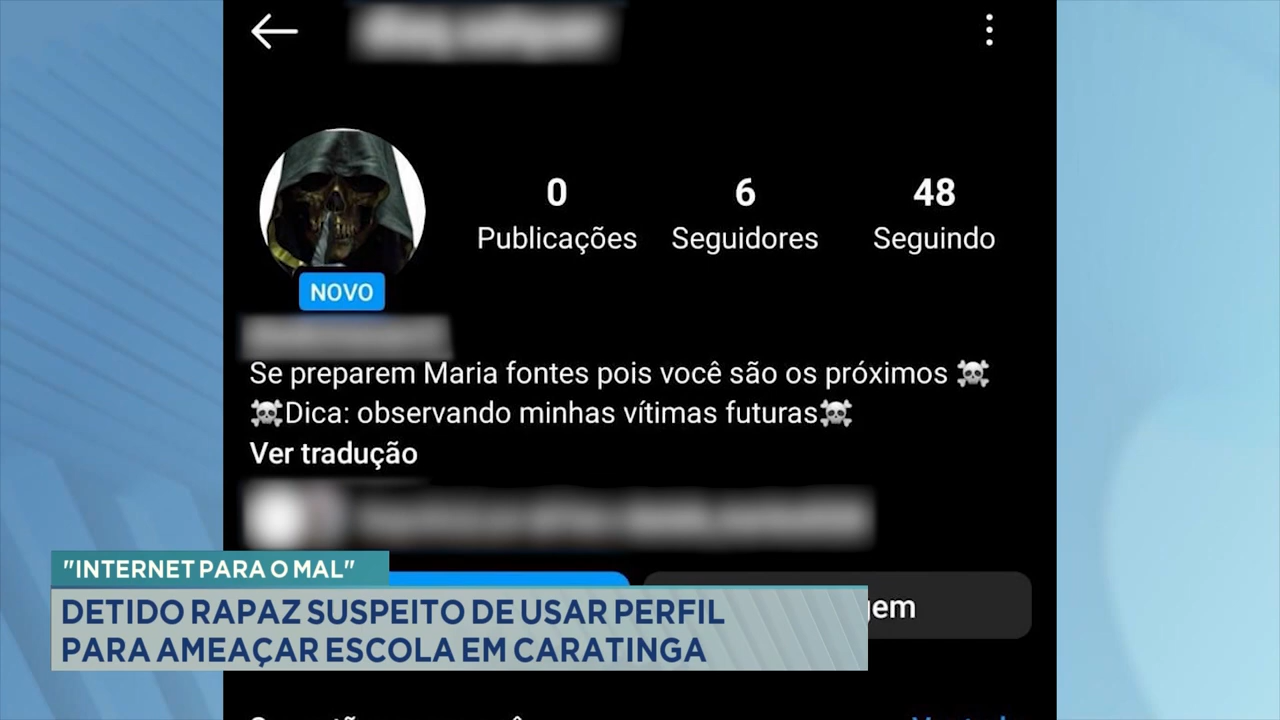 0
6
48
Publicações
Seguidores
Seguindo
NOVO
Se preparem Maria fontes pois você são os próximos ☠️
☠️Dica: observando minhas vítimas futuras☠️
Ver tradução
"INTERNET PARA O MAL"
DETIDO RAPAZ SUSPEITO DE USAR PERFIL
PARA AMEAÇAR ESCOLA EM CARATINGA